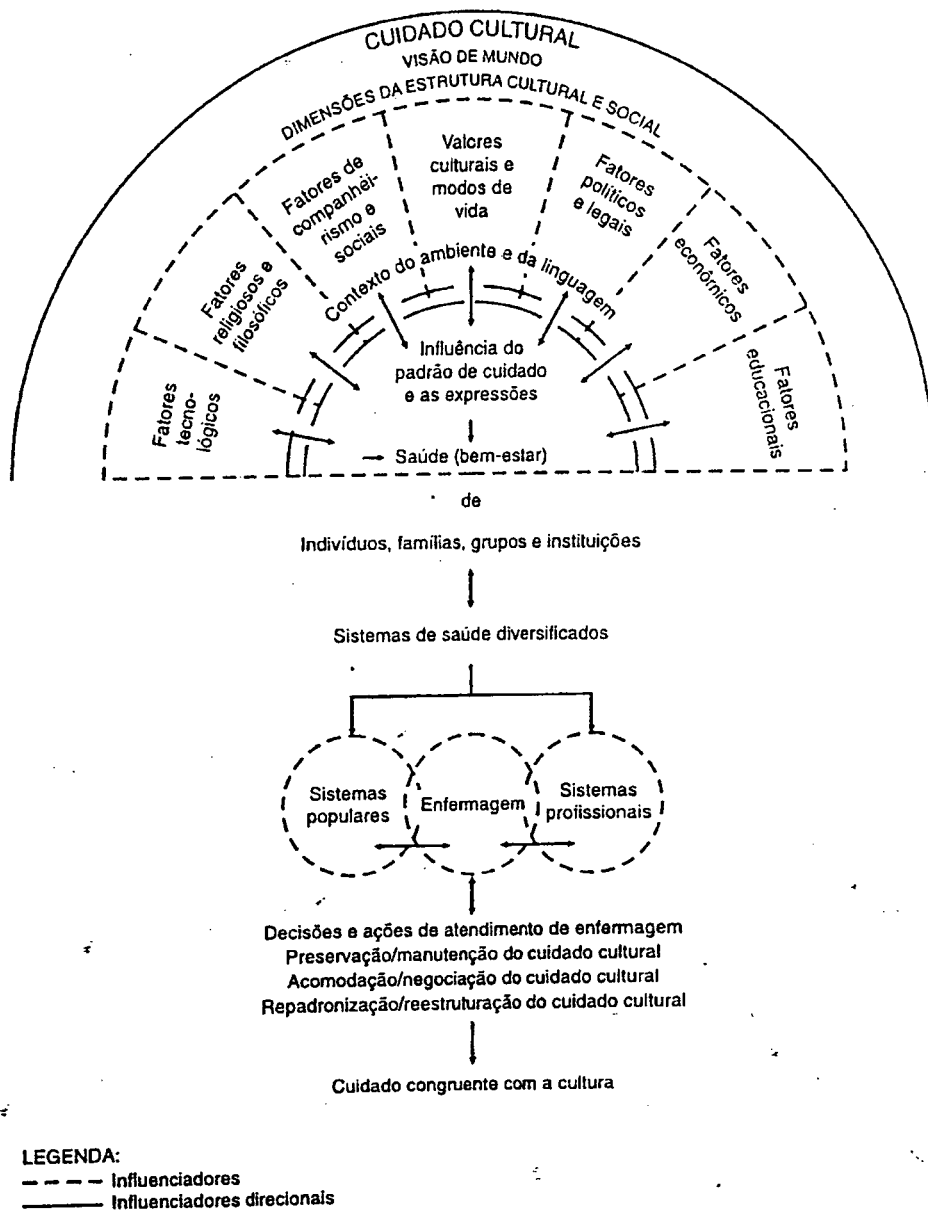 CUIDADO CULTURAL
VISÃO DE MUNDO
DIMENSÕES DA ESTRUTURA CULTURAL E SOCIAL
Fatores
tecno-
lógicos
Fatores
religiosos e
filosóficos
Fatores de
companhei-
rismo e
sociais
Valores
culturais e
modos de
vida
Fatores
políticos
e legais
Fatores
econômicos
Fatores
educacionais
Contexto do ambiente e da linguagem
Influência do
padrão de cuidado
e as expressões
Saúde (bem-estar)
de
Indivíduos, famílias, grupos e instituições
Sistemas de saúde diversificados
Sistemas
populares
Enfermagem
Sistemas
profissionais
Decisões e ações de atendimento de enfermagem
Preservação/manutenção do cuidado cultural
Acomodação/negociação do cuidado cultural
Repadronização/reestruturação do cuidado cultural
Cuidado congruente com a cultura
LEGENDA:
Influenciadores
Influenciadores direcionais